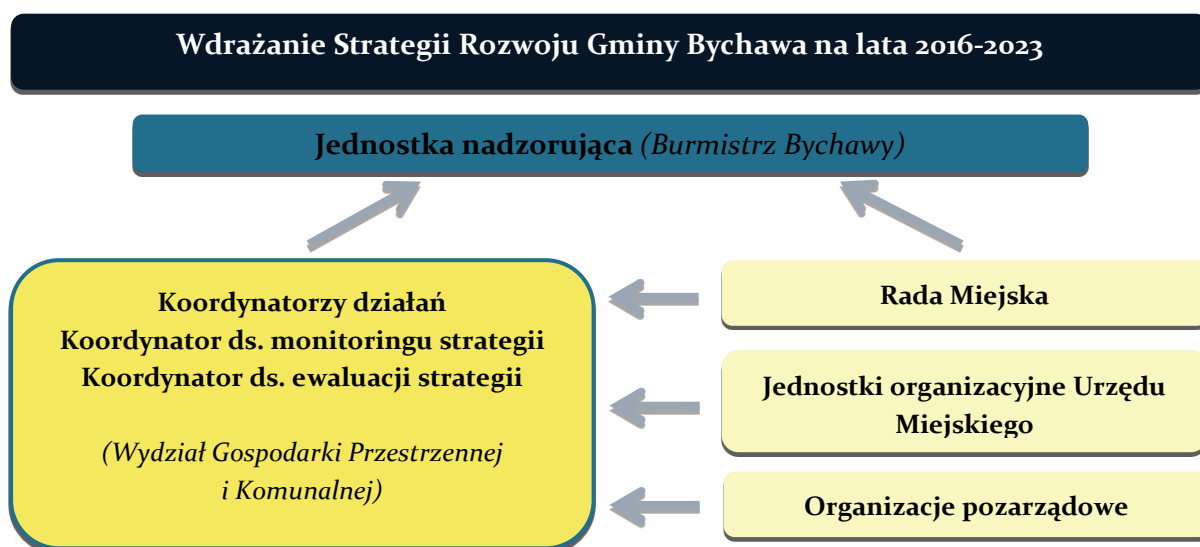 Wdrażanie Strategii Rozwoju Gminy Bychawa na lata 2016-2023
Jednostka nadzorująca (Burmistrz Bychawy)
Koordynatorzy działań
Koordynator ds. monitoringu strategii
Koordynator ds. ewaluacji strategii
(Wydział Gospodarki Przestrzennej
i Komunalnej)
Rada Miejska
Jednostki organizacyjne Urzędu
Miejskiego
Organizacje pozarządowe